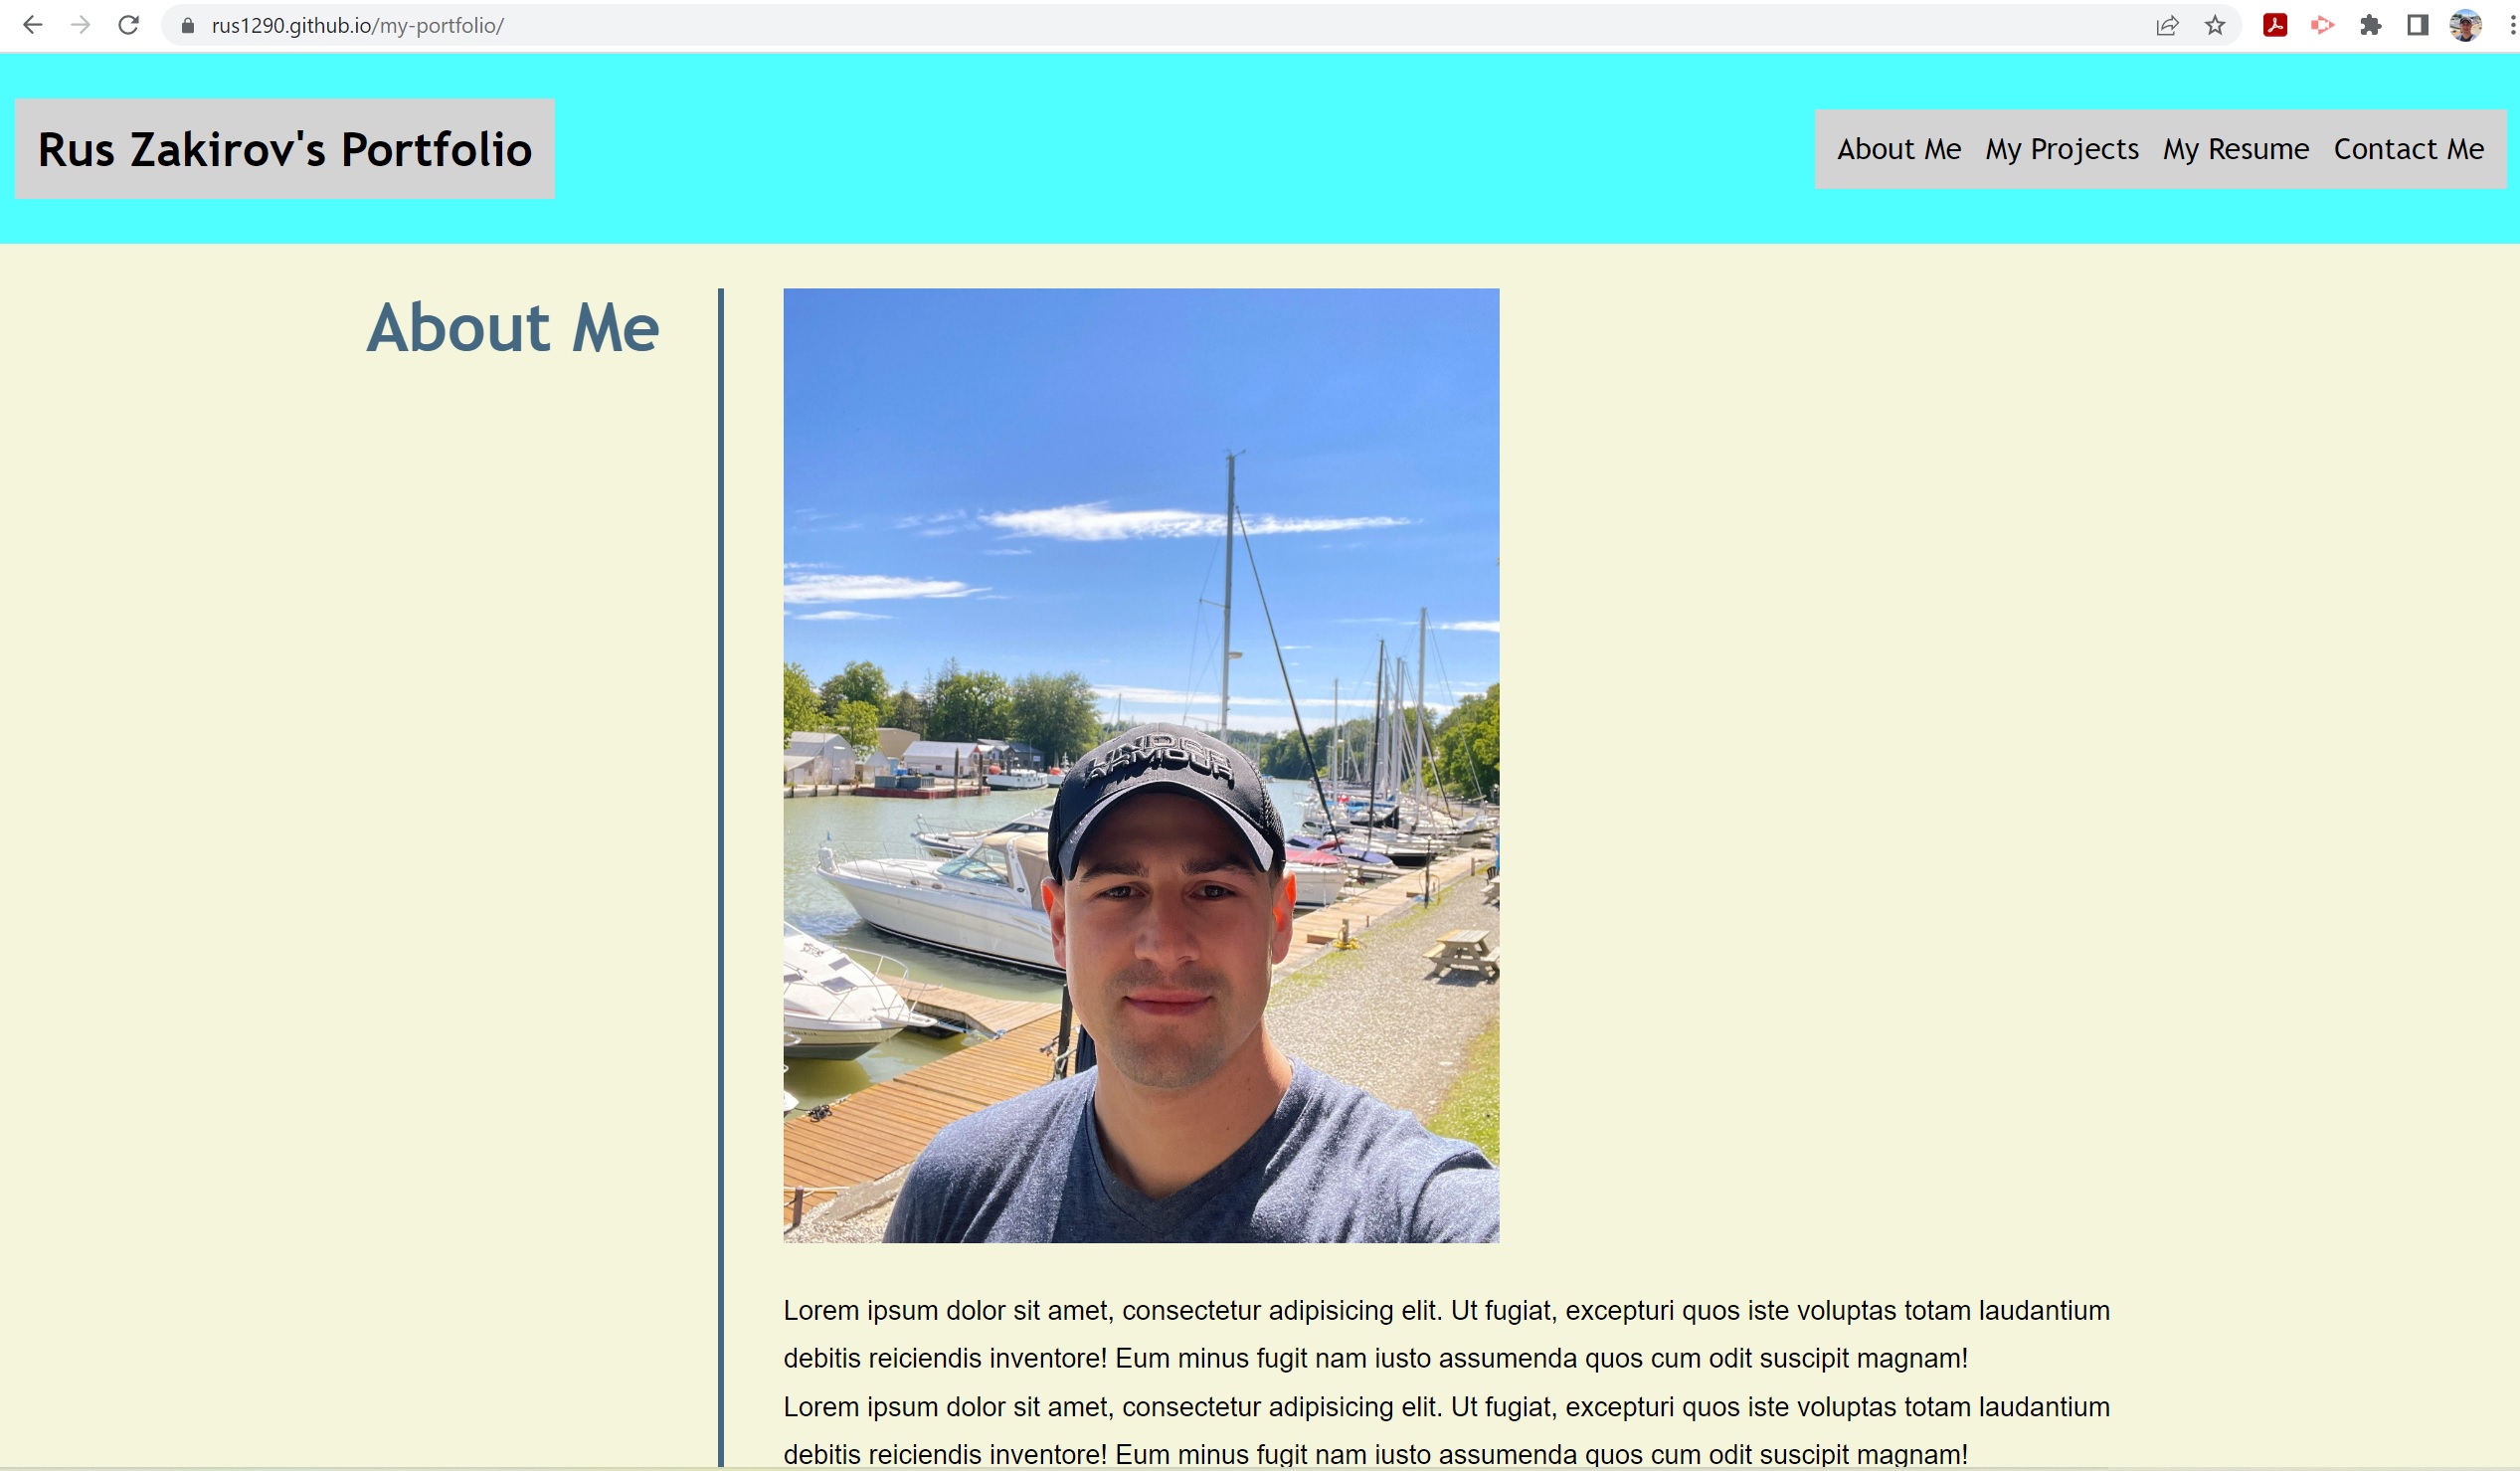 rus1290.github.io/my-portfolio/
Rus Zakirov's Portfolio
About Me My Projects My Resume Contact Me
About Me
UNDER
ARMOUR
Lorem ipsum dolor sit amet, consectetur adipisicing elit. Ut fugiat, excepturi quos iste voluptas totam laudantium
debitis reiciendis inventore! Eum minus fugit nam iusto assumenda quos cum odit suscipit magnam!
Lorem ipsum dolor sit amet, consectetur adipisicing elit. Ut fugiat, excepturi quos iste voluptas totam laudantium
debitis reiciendis inventore! Eum minus fugit nam iusto assumenda quos cum odit suscipit magnam!